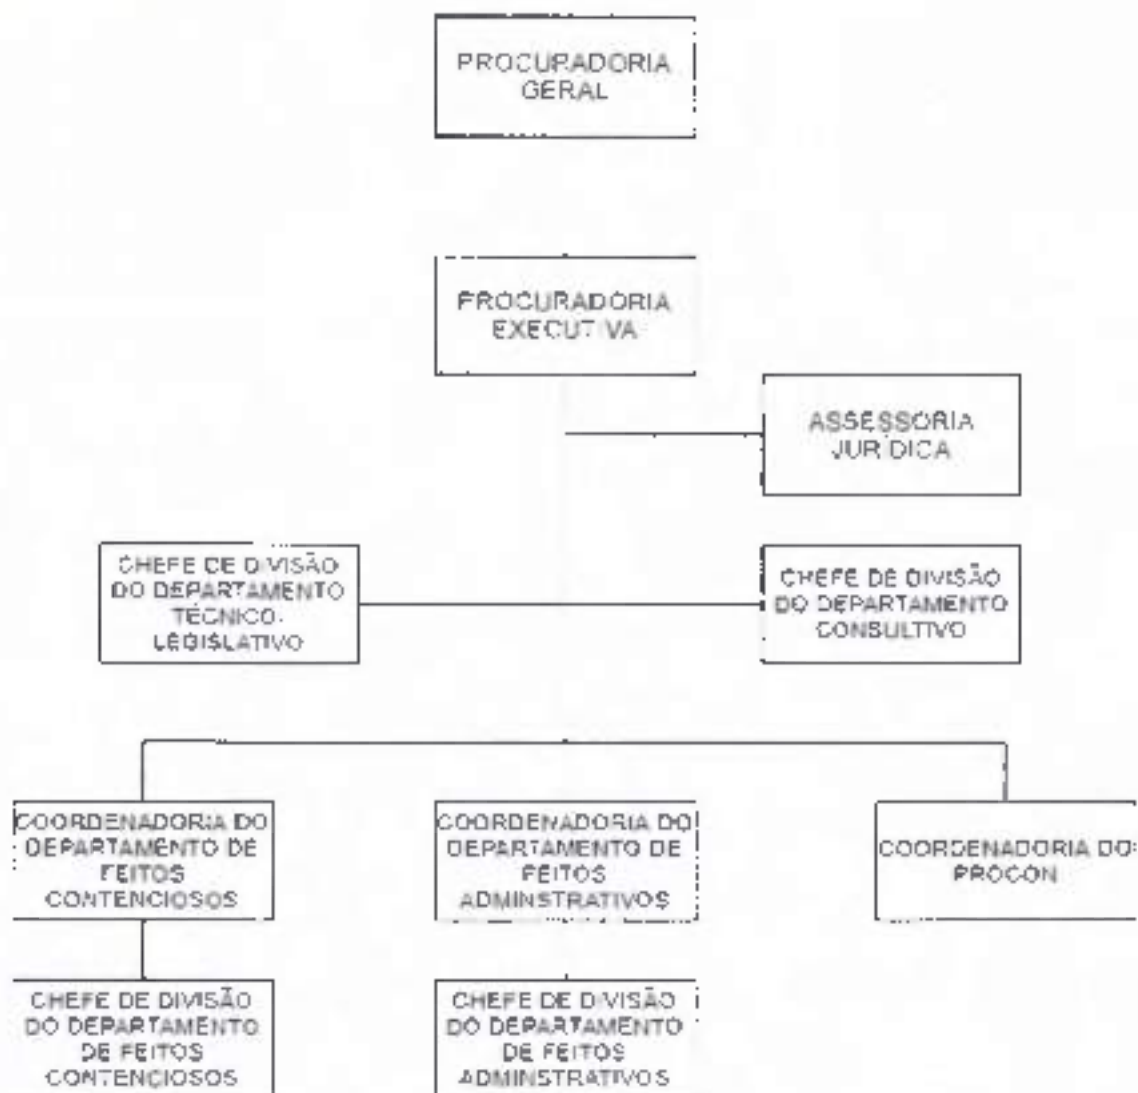 PROCURADORIA
GERAL
PROCURADORIA
EXECUTIVA
ASSESSORIA
JURÍDICA
CHEFE DE DIVISÃO
DO DEPARTAMENTO
TÉCNICO-
LEGISLATIVO
CHEFE DE DIVISÃO
DO DEPARTAMENTO
CONSULTIVO
COORDENADORIA DO
DEPARTAMENTO DE
FEITOS
CONTENCIOSOS
COORDENADORIA DO
DEPARTAMENTO DE
FEITOS
ADMINSTRATIVOS
COORDENADORIA DO
PROCON
CHEFE DE DIVISÃO
DO DEPARTAMENTO
DE FEITOS
CONTENCIOSOS
CHEFE DE DIVISÃO
DO DEPARTAMENTO
DE FEITOS
ADMINSTRATIVOS